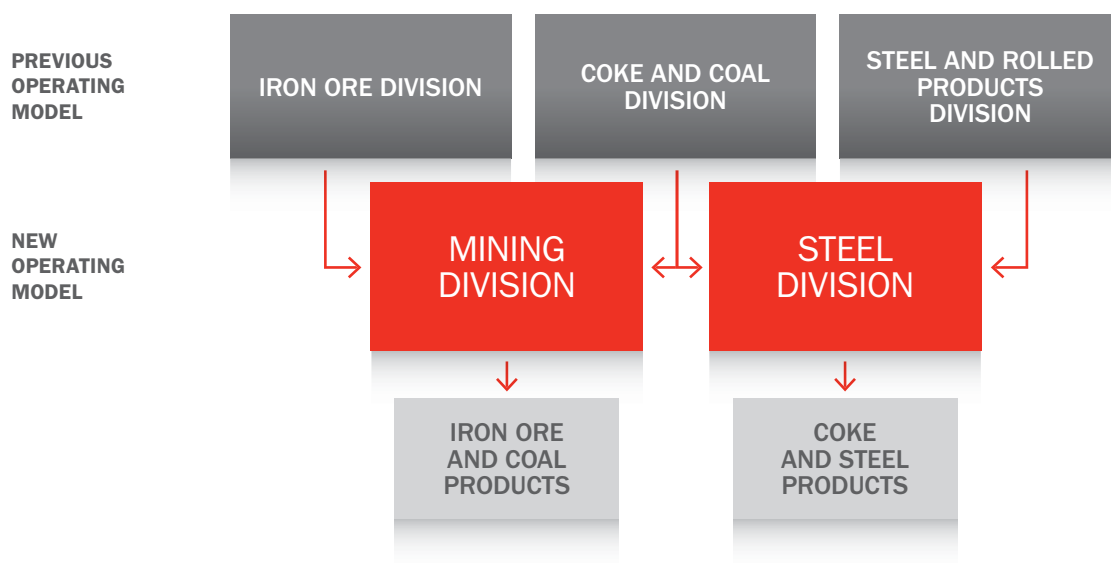 PREVIOUS
OPERATING
MODEL
IRON ORE DIVISION
COKE AND COAL
DIVISION
STEEL AND ROLLED
PRODUCTS
DIVISION
NEW
OPERATING
MODEL
MINING
DIVISION
STEEL
DIVISION
IRON ORE
AND COAL
PRODUCTS
COKE
AND STEEL
PRODUCTS